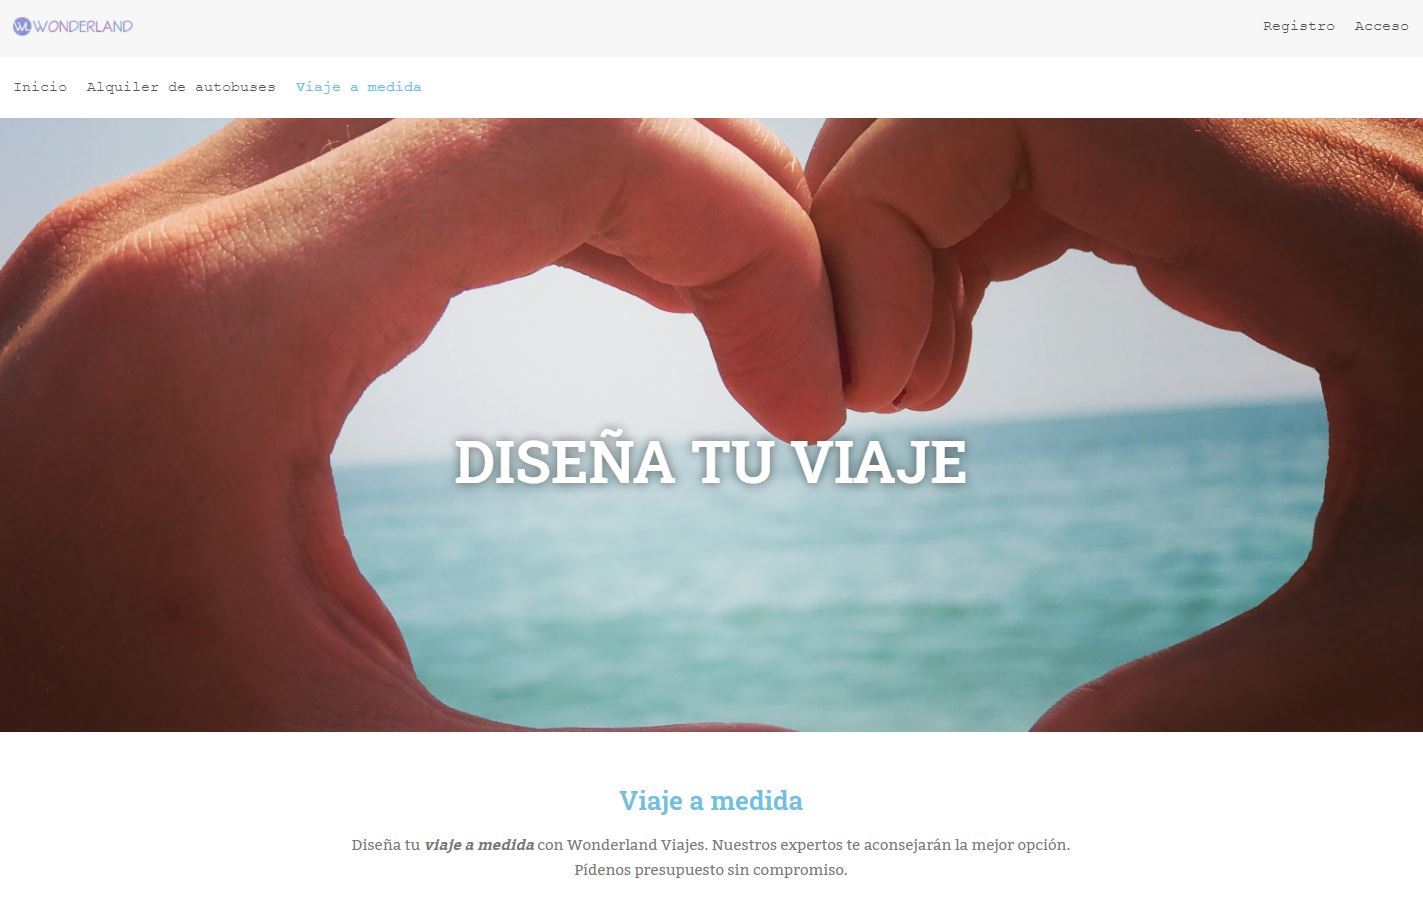 WL WONDERLAND
Registro Acceso
Inicio Alquiler de autobuses Viaje a medida
DISEÑA TU VIAJE
Viaje a medida
Diseña tu viaje a medida con Wonderland Viajes. Nuestros expertos te aconsejarán la mejor opción.
Pídenos presupuesto sin compromiso.